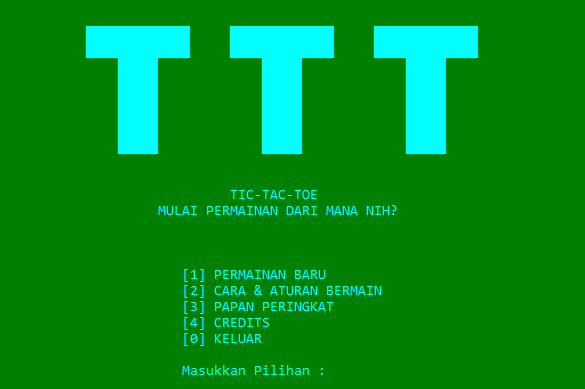 TTT
TIC-TAC-TOE
MULAI PERMAINAN DARI MANA NIH?
[1] PERMAINAN BARU
[2] CARA & ATURAN BERMAIN
[3] PAPAN PERINGKAT
[4] CREDITS
[0] KELUAR
Masukkan Pilihan :